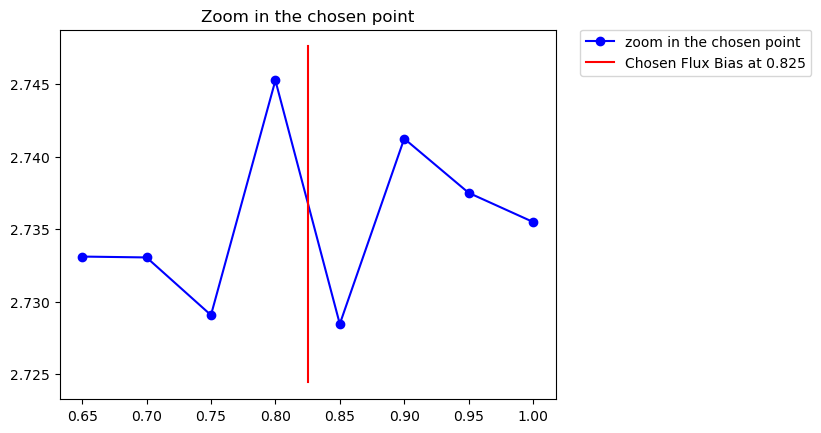 Zoom in the chosen point
zoom in the chosen point
Chosen Flux Bias at 0.825
2.745
2.740
2.735
2.730
2.725
0.65 0.70 0.75 0.80 0.85 0.90 0.95 1.00